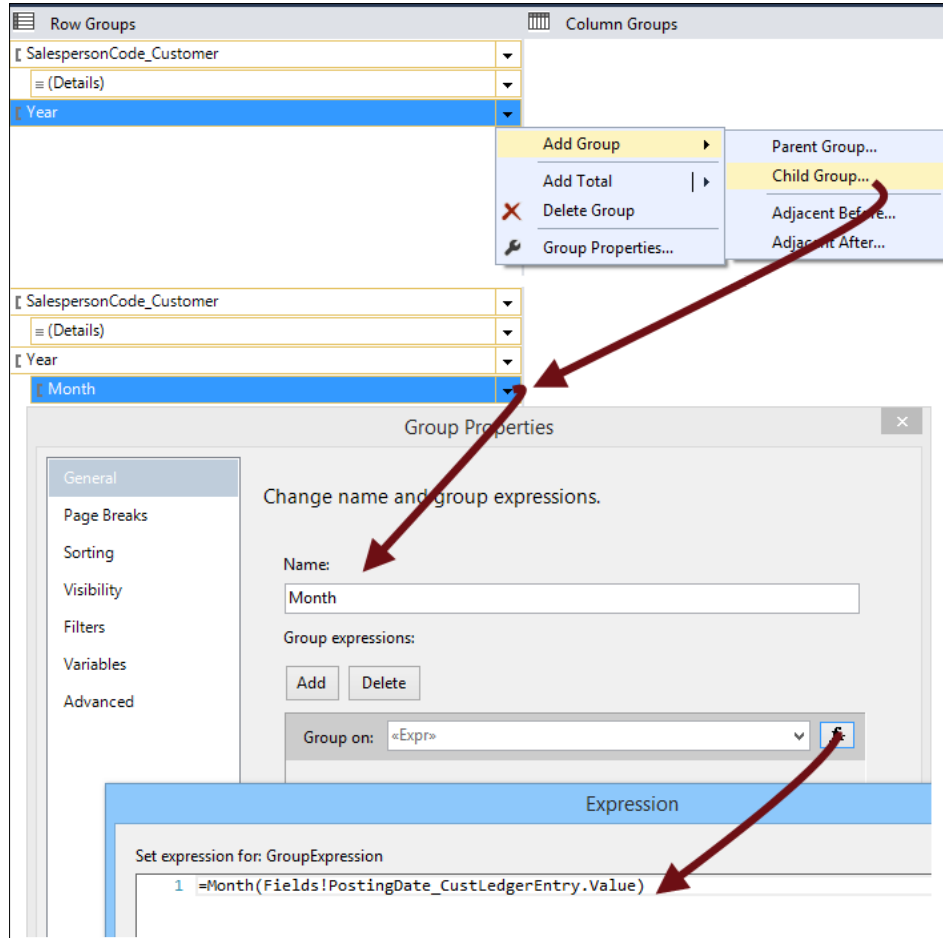 Row Groups
Column Groups
SalespersonCode_Customer
(Details)
Year
Add Group
Add Total
Delete Group
Group Properties...
Parent Group...
Child Group...
Adjacent Before...
Adjacent After...
SalespersonCode_Customer
(Details)
Year
Month
Group Properties
General
Page Breaks
Sorting
Visibility
Filters
Variables
Advanced
Change name and group expressions.
Name:
Month
Group expressions:
Add Delete
Group on: «Expr» fx
Expression
Set expression for: GroupExpression
1 =Month(Fields!PostingDate_CustLedgerEntry.Value)